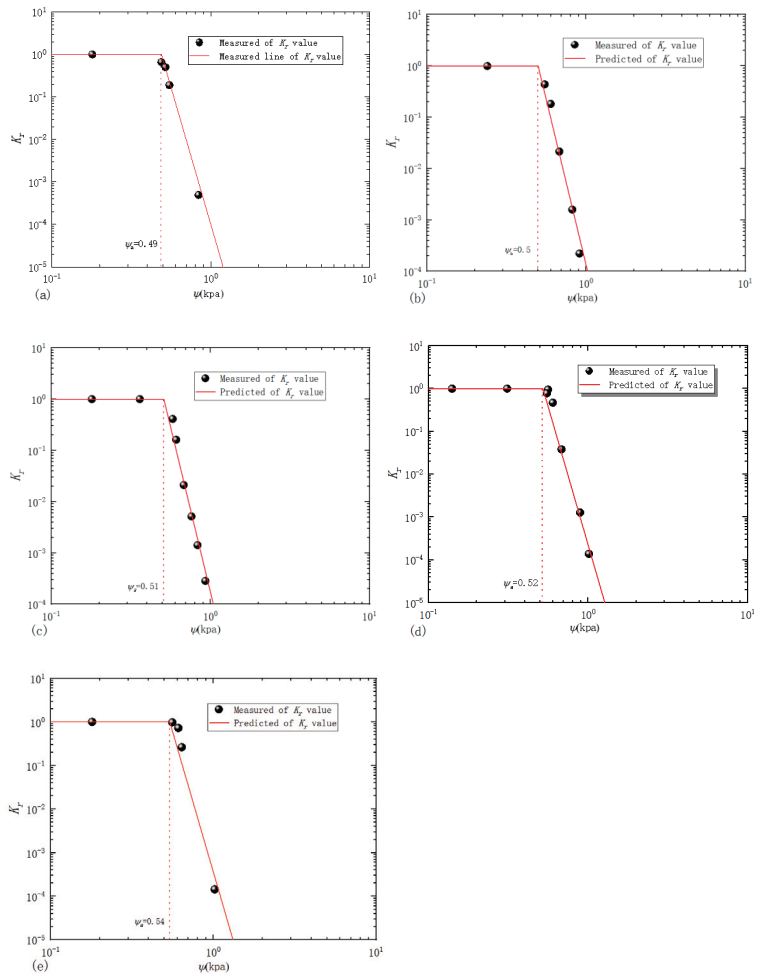 10¹
Measured of Kr value
Measured line of Kr value
10⁰
10⁻¹
Kr
10⁻²
10⁻³
10⁻⁴
ψa=0.49
10⁻⁵
10⁻¹ 10⁰ 10¹
(a) ψ(kpa)
10¹
Measured of Kr value
Predicted of Kr value
10⁰
10⁻¹
Kr
10⁻²
10⁻³
ψa=0.5
10⁻⁴
10⁻¹ 10⁰ 10¹
(b) ψ(kpa)
10¹
Measured of Kr value
Predicted of Kr value
10⁰
10⁻¹
Kr
10⁻²
10⁻³
ψa=0.51
10⁻⁴
10⁻¹ 10⁰ 10¹
(c) ψ(kpa)
10¹
Measured of Kr value
Predicted of Kr value
10⁰
10⁻¹
Kr
10⁻²
10⁻³
10⁻⁴
ψa=0.52
10⁻⁵
10⁻¹ 10⁰ 10¹
(d) ψ(kpa)
10¹
Measured of Kr value
Predicted of Kr value
10⁰
10⁻¹
Kr
10⁻²
10⁻³
10⁻⁴
ψa=0.54
10⁻⁵
10⁻¹ 10⁰ 10¹
(e) ψ(kpa)